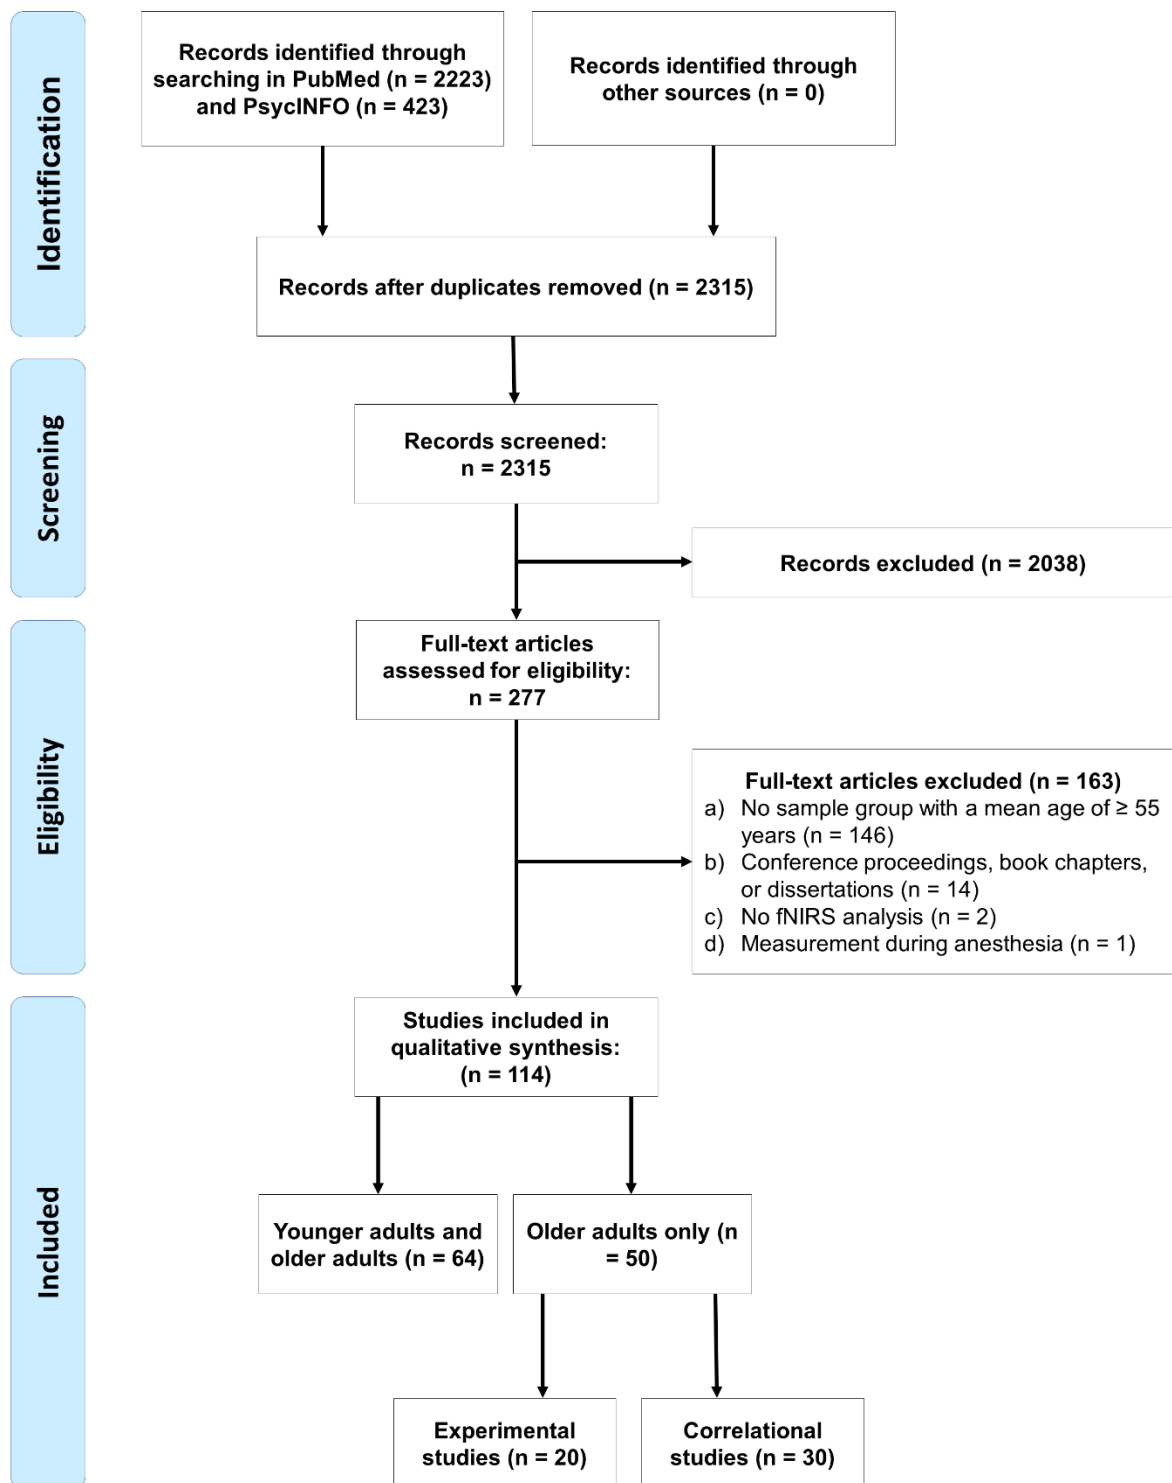 Identification
Records identified through
searching in PubMed (n = 2223)
and PsycINFO (n = 423)
Records identified through
other sources (n = 0)
Records after duplicates removed (n = 2315)
Screening
Records screened:
n = 2315
Records excluded (n = 2038)
Eligibility
Full-text articles
assessed for eligibility:
n = 277
Full-text articles excluded (n = 163)
a) No sample group with a mean age of ≥ 55
years (n = 146)
b) Conference proceedings, book chapters,
or dissertations (n = 14)
c) No fNIRS analysis (n = 2)
d) Measurement during anesthesia (n = 1)
Included
Studies included in
qualitative synthesis:
(n = 114)
Younger adults and
older adults (n = 64)
Older adults only (n
= 50)
Experimental
studies (n = 20)
Correlational
studies (n = 30)